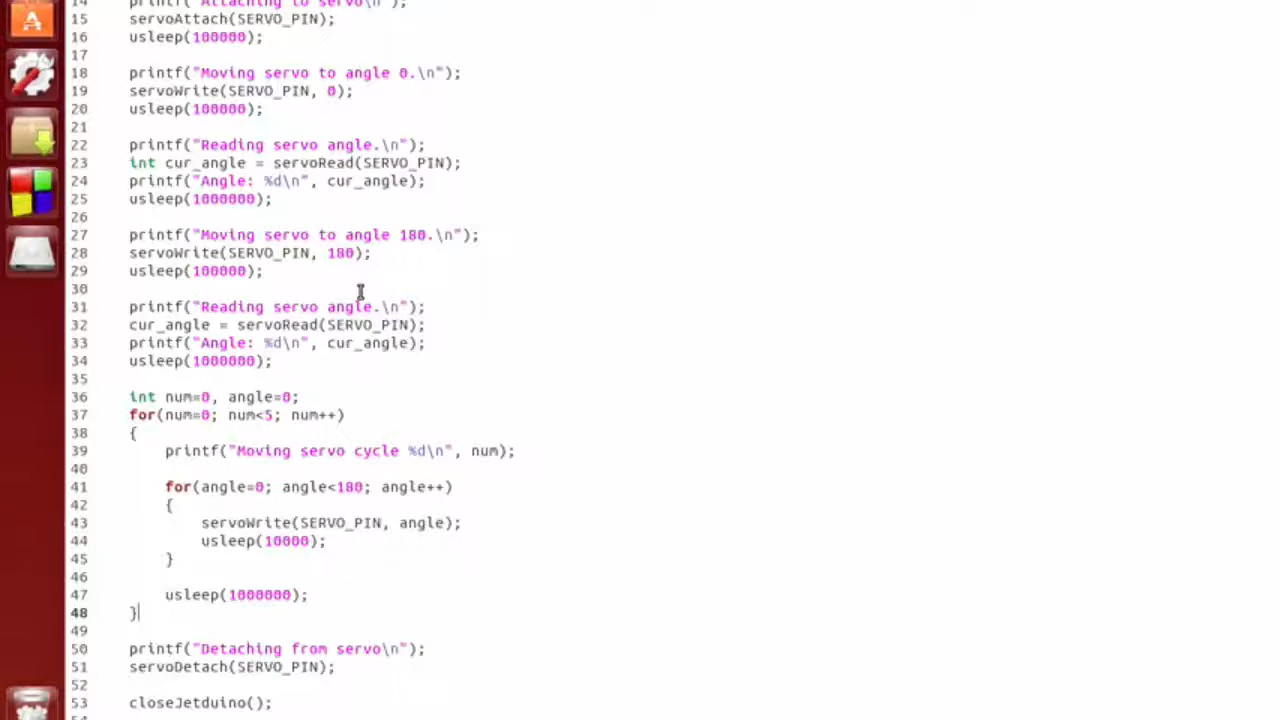 14 printf("Attaching to servo\n");
15 servoAttach(SERVO_PIN);
16 usleep(100000);
17
18 printf("Moving servo to angle 0.\n");
19 servoWrite(SERVO_PIN, 0);
20 usleep(100000);
21
22 printf("Reading servo angle.\n");
23 int cur_angle = servoRead(SERVO_PIN);
24 printf("Angle: %d\n", cur_angle);
25 usleep(1000000);
26
27 printf("Moving servo to angle 180.\n");
28 servoWrite(SERVO_PIN, 180);
29 usleep(100000);
30
31 printf("Reading servo angle.\n");
32 cur_angle = servoRead(SERVO_PIN);
33 printf("Angle: %d\n", cur_angle);
34 usleep(1000000);
35
36 int num=0, angle=0;
37 for(num=0; num<5; num++)
38 {
39 printf("Moving servo cycle %d\n", num);
40
41 for(angle=0; angle<180; angle++)
42 {
43 servoWrite(SERVO_PIN, angle);
44 usleep(10000);
45 }
46
47 usleep(1000000);
48 }
49
50 printf("Detaching from servo\n");
51 servoDetach(SERVO_PIN);
52
53 closeJetduino();
54